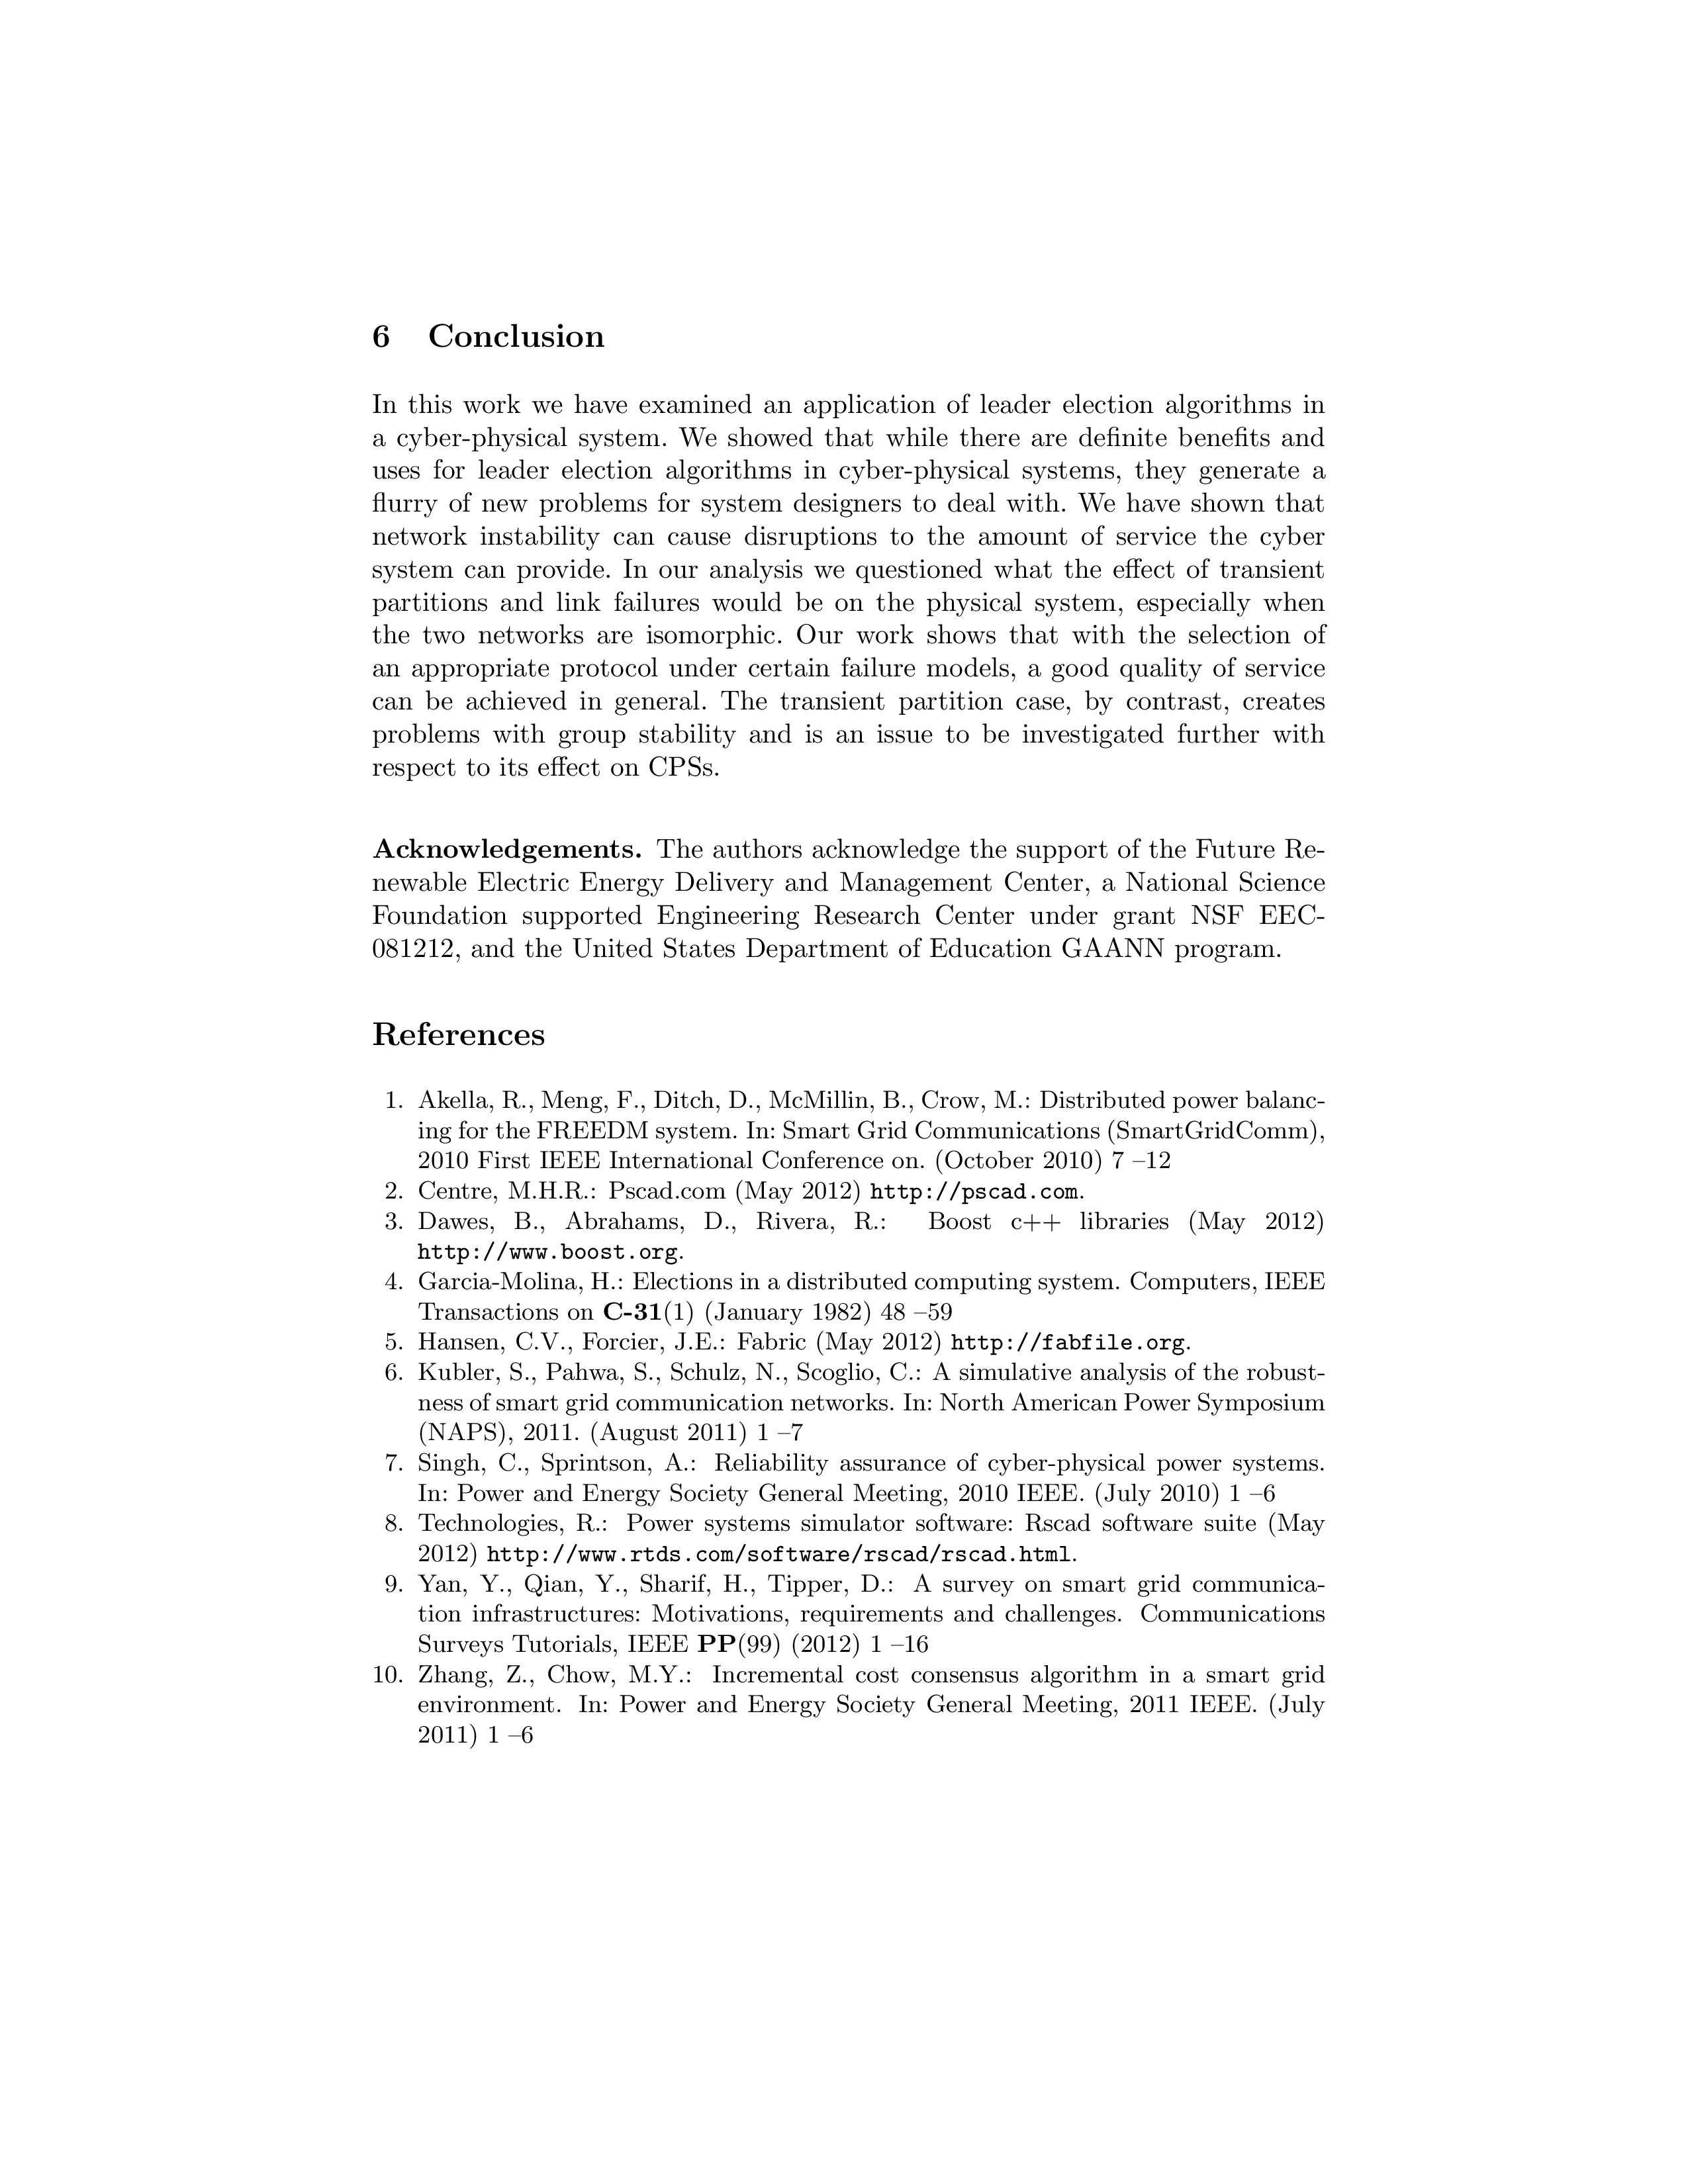 6 Conclusion
In this work we have examined an application of leader election algorithms in
a cyber-physical system. We showed that while there are definite benefits and
uses for leader election algorithms in cyber-physical systems, they generate a
flurry of new problems for system designers to deal with. We have shown that
network instability can cause disruptions to the amount of service the cyber
system can provide. In our analysis we questioned what the effect of transient
partitions and link failures would be on the physical system, especially when
the two networks are isomorphic. Our work shows that with the selection of
an appropriate protocol under certain failure models, a good quality of service
can be achieved in general. The transient partition case, by contrast, creates
problems with group stability and is an issue to be investigated further with
respect to its effect on CPSs.
Acknowledgements. The authors acknowledge the support of the Future Re-
newable Electric Energy Delivery and Management Center, a National Science
Foundation supported Engineering Research Center under grant NSF EEC-
081212, and the United States Department of Education GAANN program.
References
1. Akella, R., Meng, F., Ditch, D., McMillin, B., Crow, M.: Distributed power balanc-
ing for the FREEDM system. In: Smart Grid Communications (SmartGridComm),
2010 First IEEE International Conference on. (October 2010) 7 –12
2. Centre, M.H.R.: Pscad.com (May 2012) http://pscad.com.
3. Dawes, B., Abrahams, D., Rivera, R.: Boost c++ libraries (May 2012)
http://www.boost.org.
4. Garcia-Molina, H.: Elections in a distributed computing system. Computers, IEEE
Transactions on C-31(1) (January 1982) 48 –59
5. Hansen, C.V., Forcier, J.E.: Fabric (May 2012) http://fabfile.org.
6. Kubler, S., Pahwa, S., Schulz, N., Scoglio, C.: A simulative analysis of the robust-
ness of smart grid communication networks. In: North American Power Symposium
(NAPS), 2011. (August 2011) 1 –7
7. Singh, C., Sprintson, A.: Reliability assurance of cyber-physical power systems.
In: Power and Energy Society General Meeting, 2010 IEEE. (July 2010) 1 –6
8. Technologies, R.: Power systems simulator software: Rscad software suite (May
2012) http://www.rtds.com/software/rscad/rscad.html.
9. Yan, Y., Qian, Y., Sharif, H., Tipper, D.: A survey on smart grid communica-
tion infrastructures: Motivations, requirements and challenges. Communications
Surveys Tutorials, IEEE PP(99) (2012) 1 –16
10. Zhang, Z., Chow, M.Y.: Incremental cost consensus algorithm in a smart grid
environment. In: Power and Energy Society General Meeting, 2011 IEEE. (July
2011) 1 –6